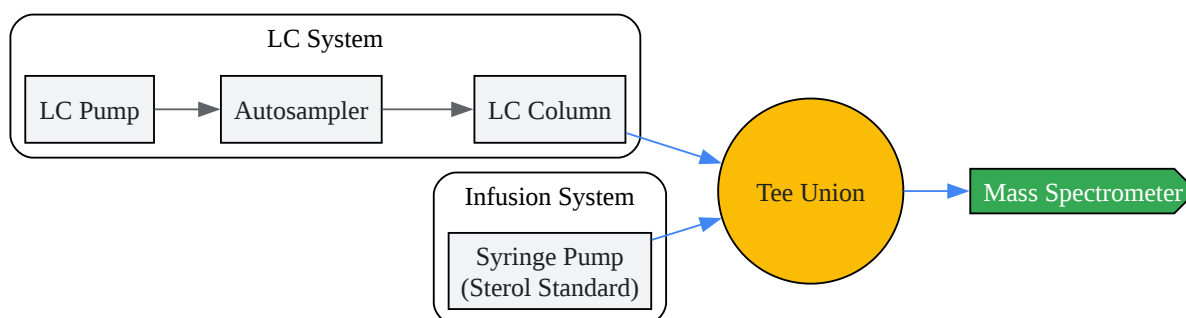 LC System
LC Pump
Autosampler
LC Column
Infusion System
Syringe Pump
(Sterol Standard)
Tee Union
Mass Spectrometer